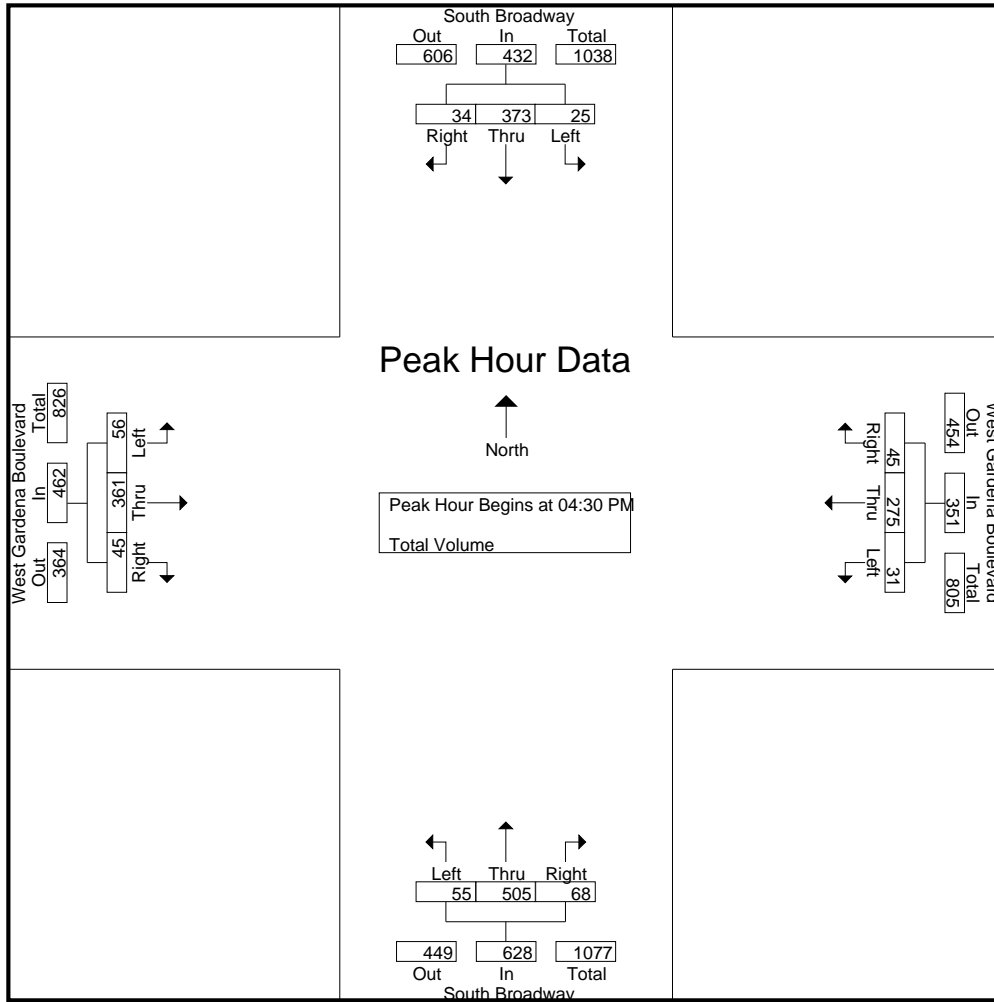 South Broadway
Out In Total
606 432 1038
34 373 25
Right Thru Left
Peak Hour Data
North
Peak Hour Begins at 04:30 PM
Total Volume
West Gardena Boulevard
Total In Out
826 462 364
56 361 45
Left Thru Right
West Gardena Boulevard
Out In Total
454 351 805
45 275 31
Right Thru Left
Left Thru Right
55 505 68
449 628 1077
Out In Total
South Broadway